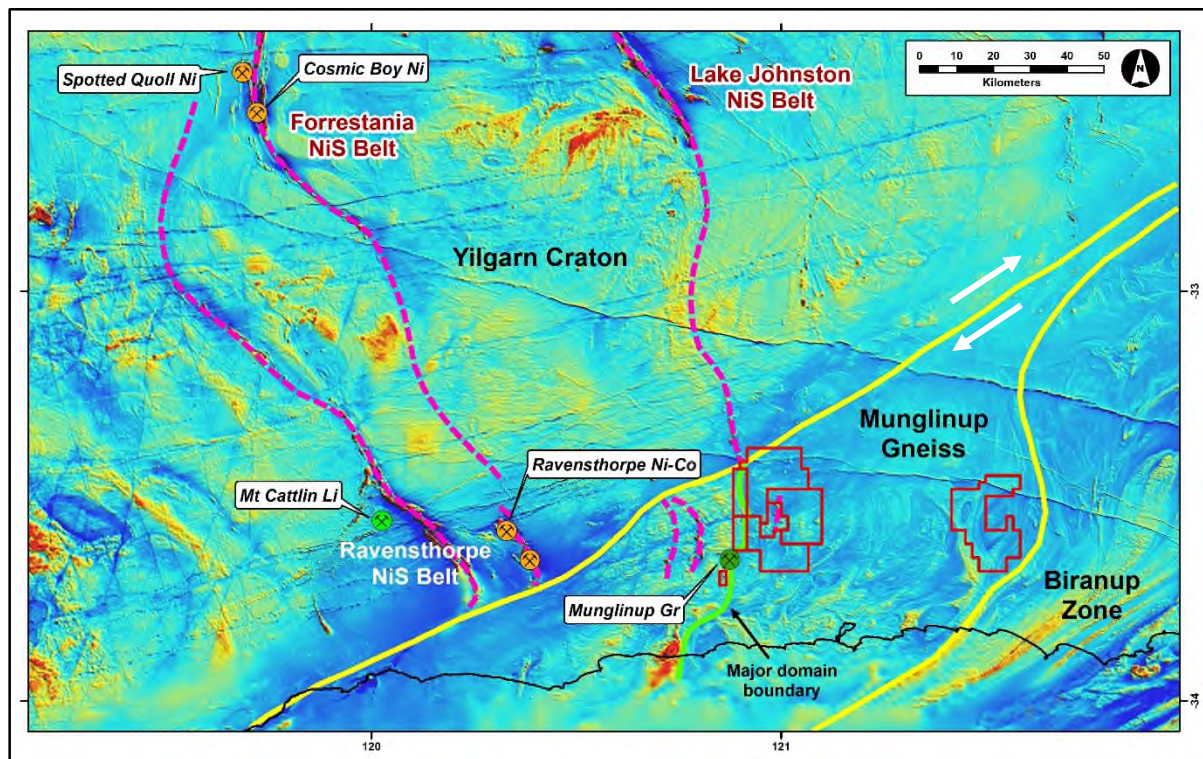 0 10 20 30 40 50
Kilometers
N
Spotted Quoll Ni
Cosmic Boy Ni
Lake Johnston
NiS Belt
Forrestania
NiS Belt
Yilgarn Craton
-33
Munglinup
Gneiss
Ravensthorpe Ni-Co
Mt Cattlin Li
Ravensthorpe
NiS Belt
Biranup
Zone
Munglinup Gr
Major domain
boundary
-34
120
121